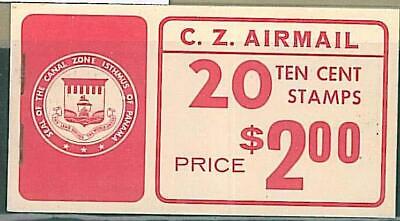 SEAL OF THE CANAL ZONE ISTHMUS OF PANAMA
C. Z. AIRMAIL
20 TEN CENT
STAMPS
PRICE $2.00